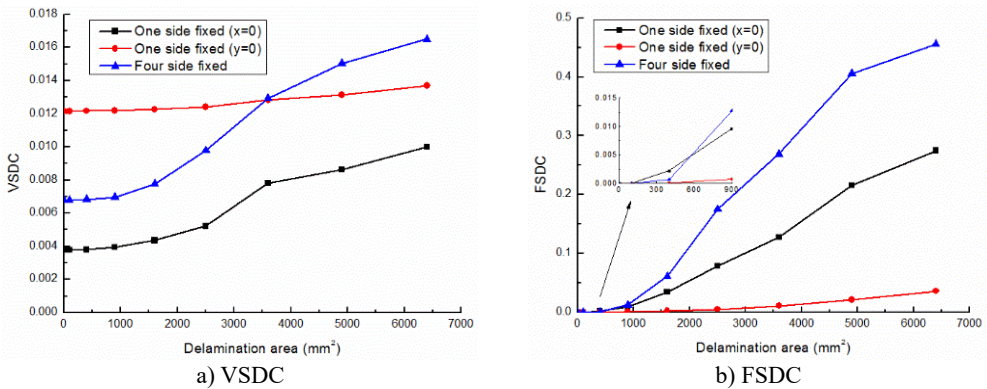 0.018
0.016
0.014
0.012
0.010
0.008
0.006
0.004
0.002
0.000
VSDC
One side fixed (x=0)
One side fixed (y=0)
Four side fixed
0 1000 2000 3000 4000 5000 6000 7000
Delamination area (mm²)
a) VSDC
0.5
0.4
0.3
0.2
0.1
0.0
FSDC
One side fixed (x=0)
One side fixed (y=0)
Four side fixed
0.015
0.010
0.005
0.000
0 300 600 900
0 1000 2000 3000 4000 5000 6000 7000
Delamination area (mm²)
b) FSDC